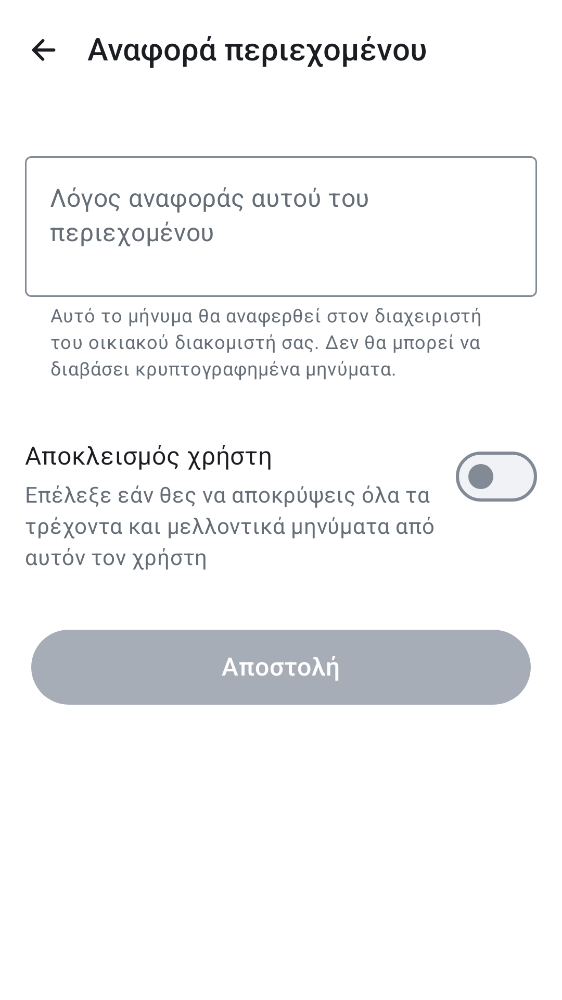 Αναφορά περιεχομένου
Λόγος αναφοράς αυτού του
περιεχομένου
Αυτό το μήνυμα θα αναφερθεί στον διαχειριστή
του οικιακού διακομιστή σας. Δεν θα μπορεί να
διαβάσει κρυπτογραφημένα μηνύματα.
Αποκλεισμός χρήστη
Επέλεξε εάν θες να αποκρύψεις όλα τα
τρέχοντα και μελλοντικά μηνύματα από
αυτόν τον χρήστη
Αποστολή